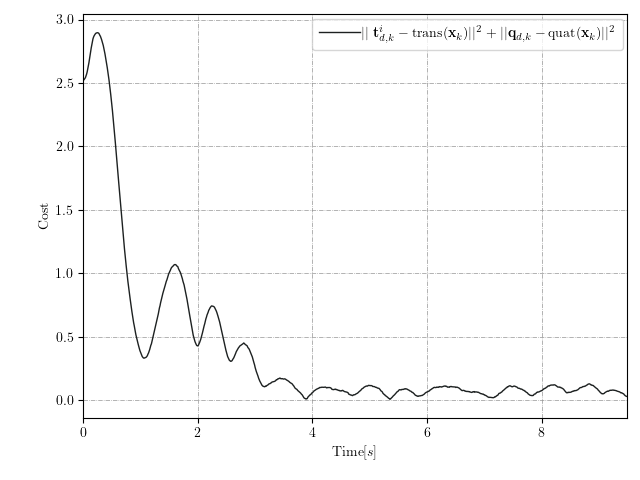 3.0
2.5
2.0
1.5
1.0
0.5
0.0
Cost
0 2 4 6 8
Time[s]
|| t^i_{d,k} − trans(x_k)||^2 + ||q_{d,k} − quat(x_k)||^2